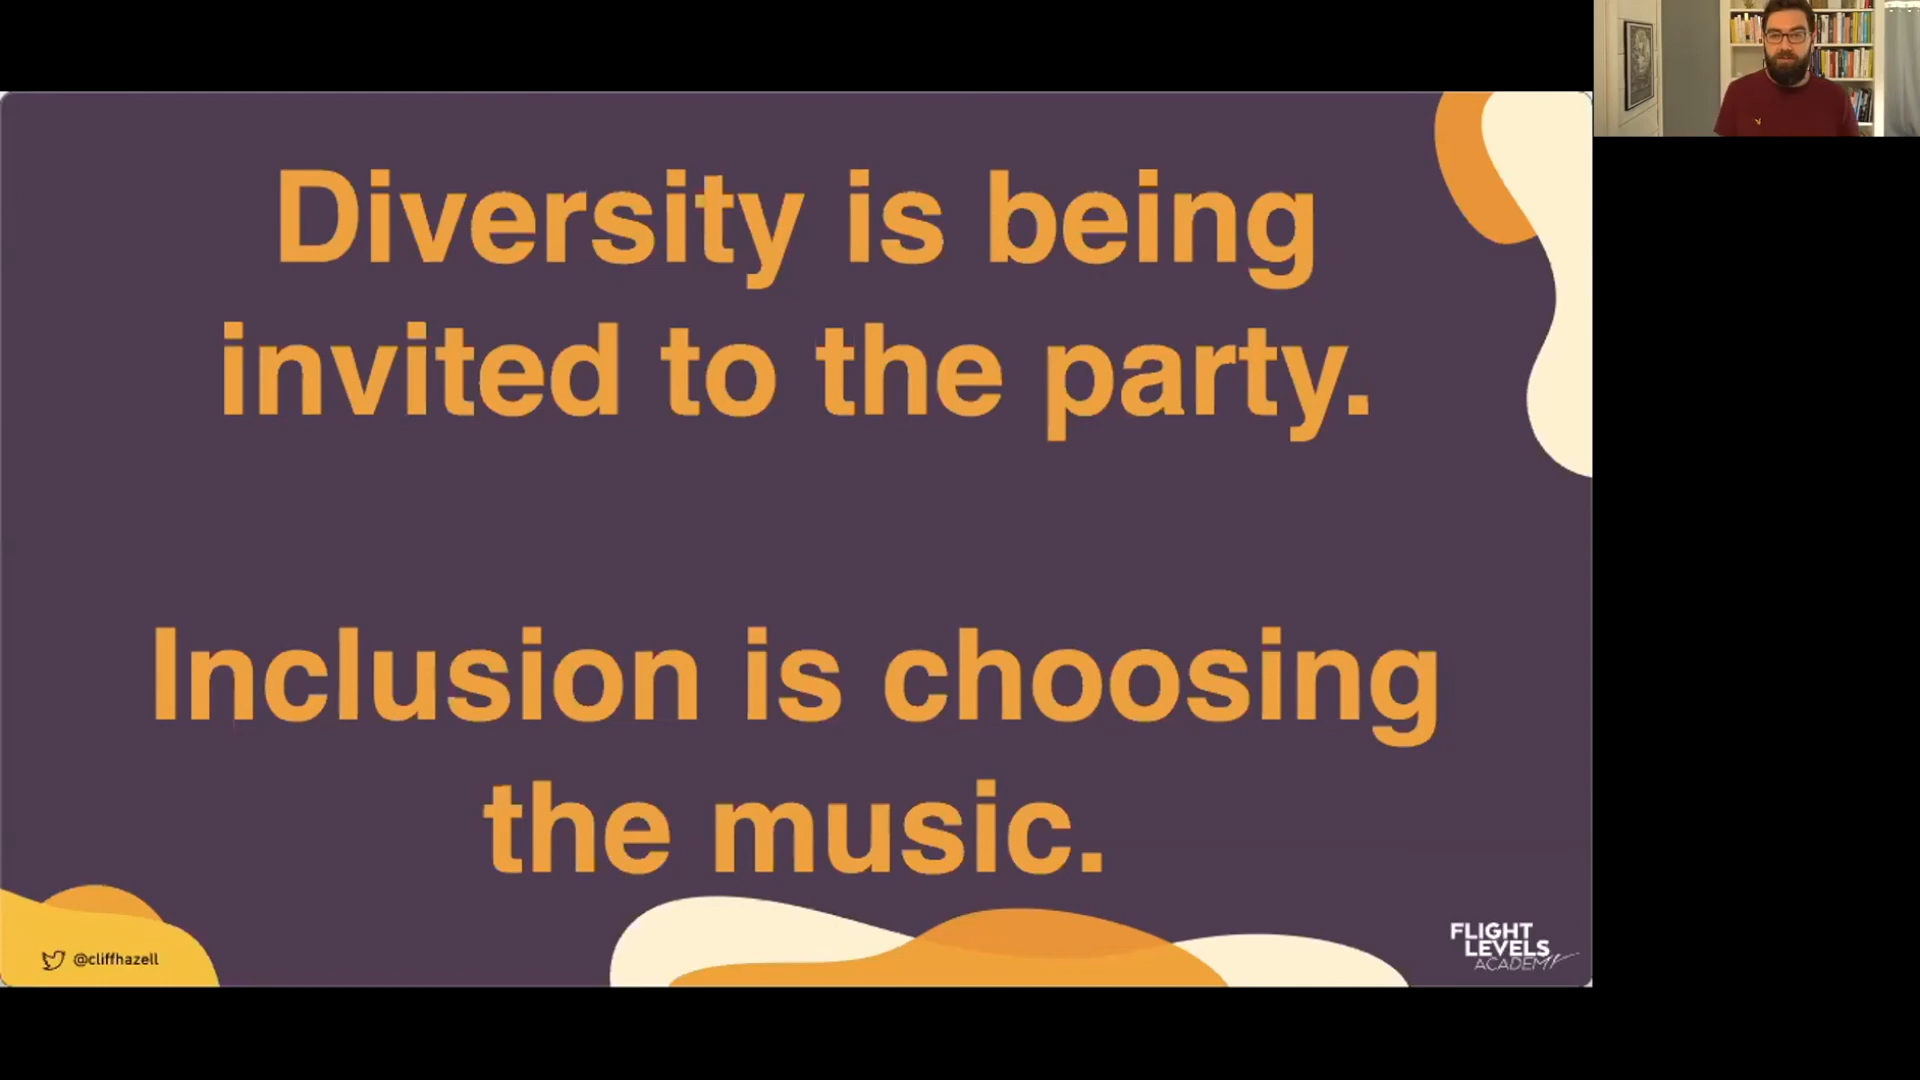 Diversity is being
invited to the party.
Inclusion is choosing
the music.
@cliffhazell
FLIGHT
LEVELS
ACADEMY